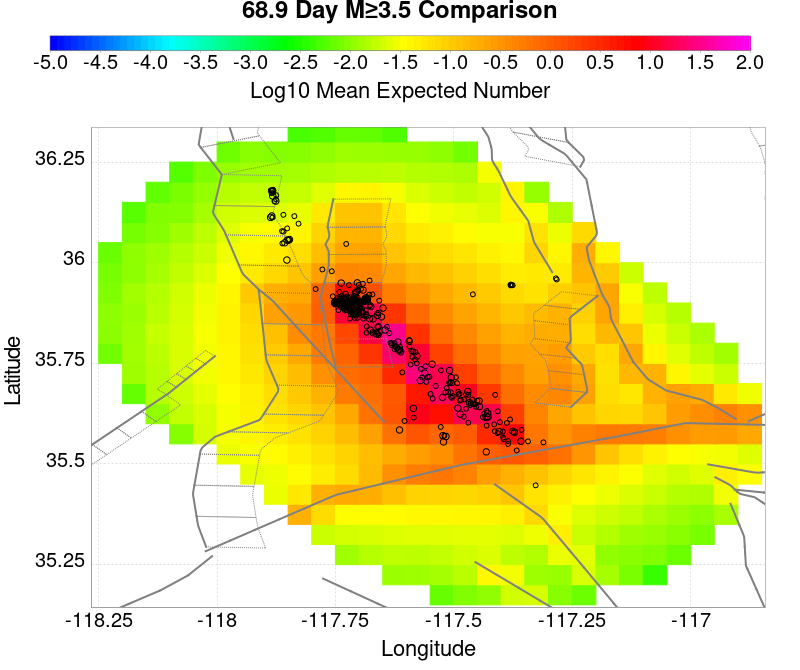 68.9 Day M≥3.5 Comparison
-5.0 -4.5 -4.0 -3.5 -3.0 -2.5 -2.0 -1.5 -1.0 -0.5 0.0 0.5 1.0 1.5 2.0
Log10 Mean Expected Number
36.25
36
35.75
35.5
35.25
Latitude
-118.25 -118 -117.75 -117.5 -117.25 -117
Longitude